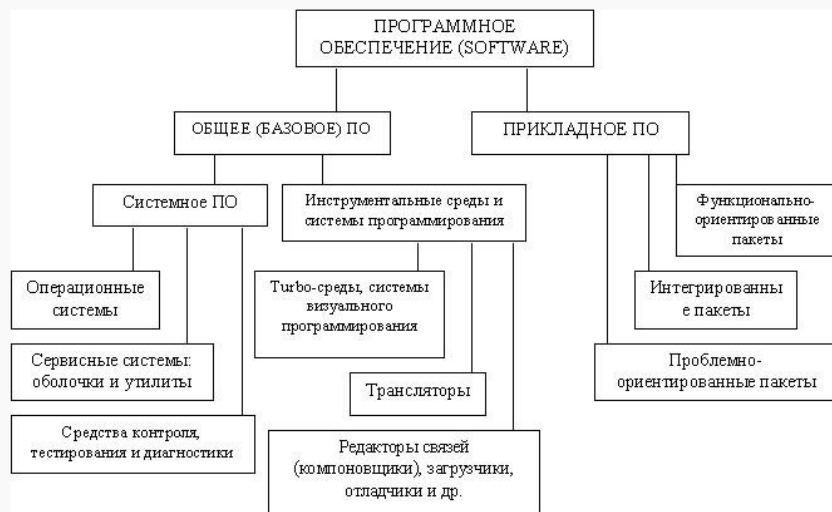 ПРОГРАММНОЕ
ОБЕСПЕЧЕНИЕ (SOFTWARE)
ОБЩЕЕ (БАЗОВОЕ) ПО
ПРИКЛАДНОЕ ПО
Системное ПО
Инструментальные среды и
системы программирования
Функционально-
ориентированные
пакеты
Операционные
системы
Turbo-среды, системы
визуального
программирования
Интегрированны
е пакеты
Сервисные системы:
оболочки и утилиты
Проблемно-
ориентированные пакеты
Трансляторы
Средства контроля,
тестирования и диагностики
Редакторы связей
(компоновщики), загрузчики,
отладчики и др.